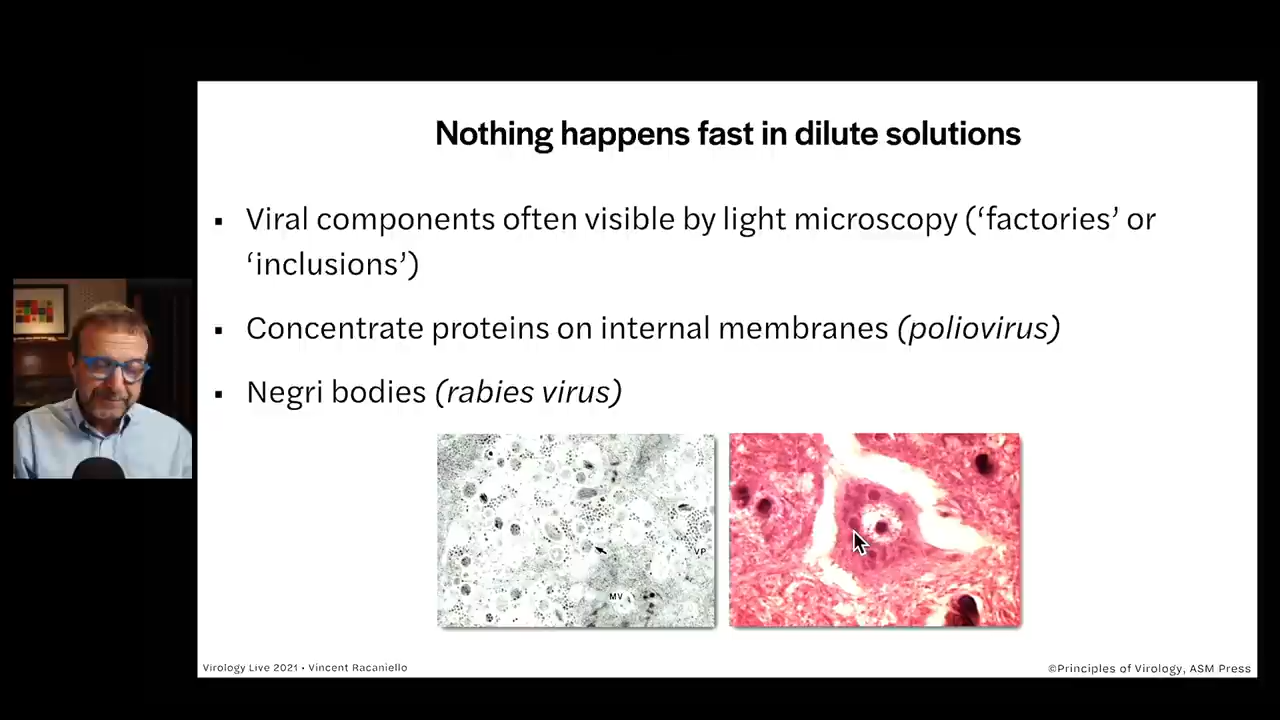 Nothing happens fast in dilute solutions
▪ Viral components often visible by light microscopy (‘factories’ or
‘inclusions’)
▪ Concentrate proteins on internal membranes (poliovirus)
▪ Negri bodies (rabies virus)
VP
MV
Virology Live 2021 • Vincent Racaniello
©Principles of Virology, ASM Press